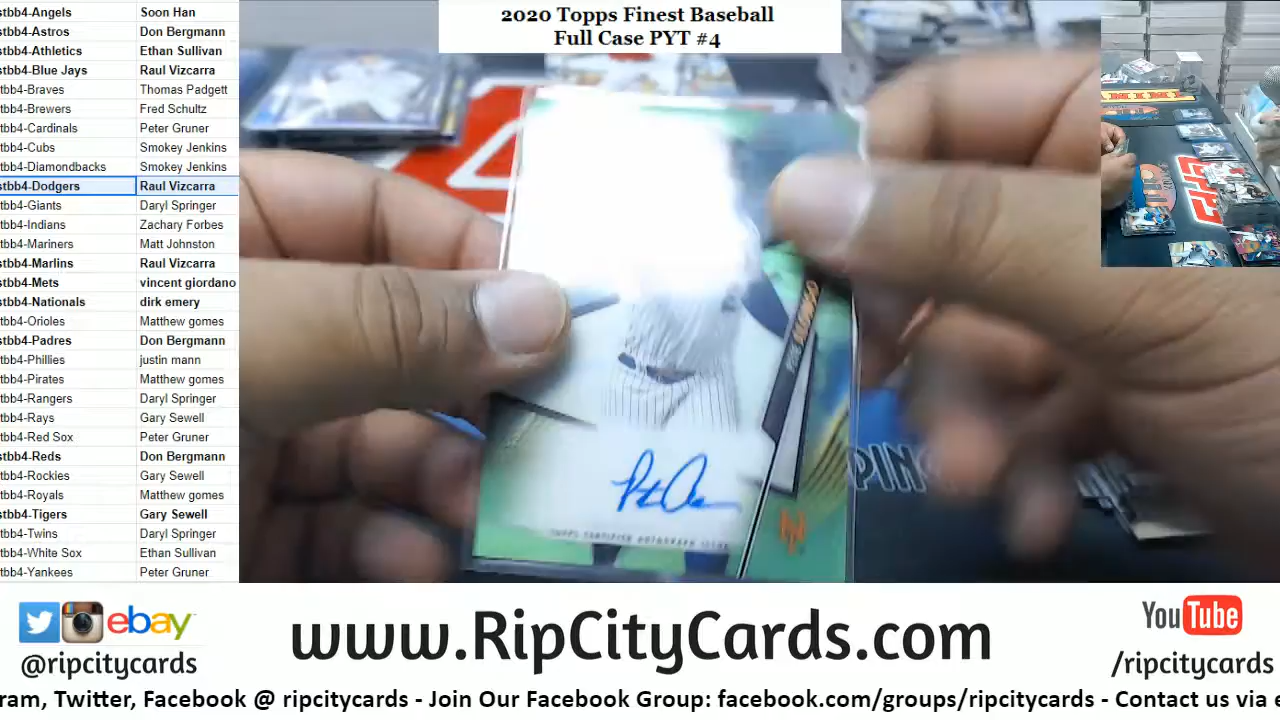 2020 Topps Finest Baseball
Full Case PYT #4
stbb4-Angels Soon Han
stbb4-Astros Don Bergmann
stbb4-Athletics Ethan Sullivan
stbb4-Blue Jays Raul Vizcarra
tbb4-Braves Thomas Padgett
tbb4-Brewers Fred Schultz
tbb4-Cardinals Peter Gruner
tbb4-Cubs Smokey Jenkins
tbb4-Diamondbacks Smokey Jenkins
stbb4-Dodgers Raul Vizcarra
tbb4-Giants Daryl Springer
tbb4-Indians Zachary Forbes
tbb4-Mariners Matt Johnston
stbb4-Marlins Raul Vizcarra
stbb4-Mets vincent giordano
stbb4-Nationals dirk emery
tbb4-Orioles Matthew gomes
stbb4-Padres Don Bergmann
tbb4-Phillies justin mann
tbb4-Pirates Matthew gomes
tbb4-Rangers Daryl Springer
tbb4-Rays Gary Sewell
tbb4-Red Sox Peter Gruner
stbb4-Reds Don Bergmann
tbb4-Rockies Gary Sewell
tbb4-Royals Matthew gomes
stbb4-Tigers Gary Sewell
tbb4-Twins Daryl Springer
tbb4-White Sox Ethan Sullivan
tbb4-Yankees Peter Gruner
TOPPS CERTIFIED AUTOGRAPH ISSUE
PIN
ebay
@ripcitycards
www.RipCityCards.com
YouTube
/ripcitycards
ram, Twitter, Facebook @ ripcitycards - Join Our Facebook Group: facebook.com/groups/ripcitycards - Contact us via e